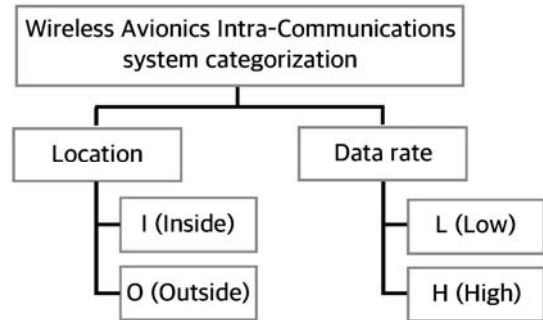 Wireless Avionics Intra-Communications
system categorization
Location
Data rate
I (Inside)
L (Low)
O (Outside)
H (High)